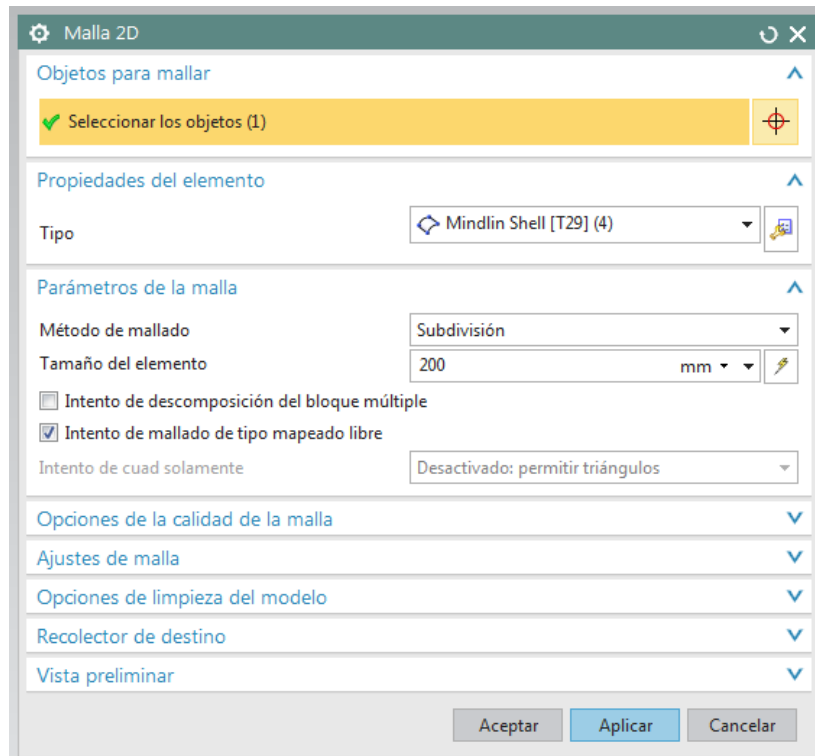 Malla 2D
Objetos para mallar
Seleccionar los objetos (1)
Propiedades del elemento
Tipo Mindlin Shell [T29] (4)
Parámetros de la malla
Método de mallado Subdivisión
Tamaño del elemento 200 mm
Intento de descomposición del bloque múltiple
Intento de mallado de tipo mapeado libre
Intento de cuad solamente Desactivado: permitir triángulos
Opciones de la calidad de la malla
Ajustes de malla
Opciones de limpieza del modelo
Recolector de destino
Vista preliminar
Aceptar Aplicar Cancelar